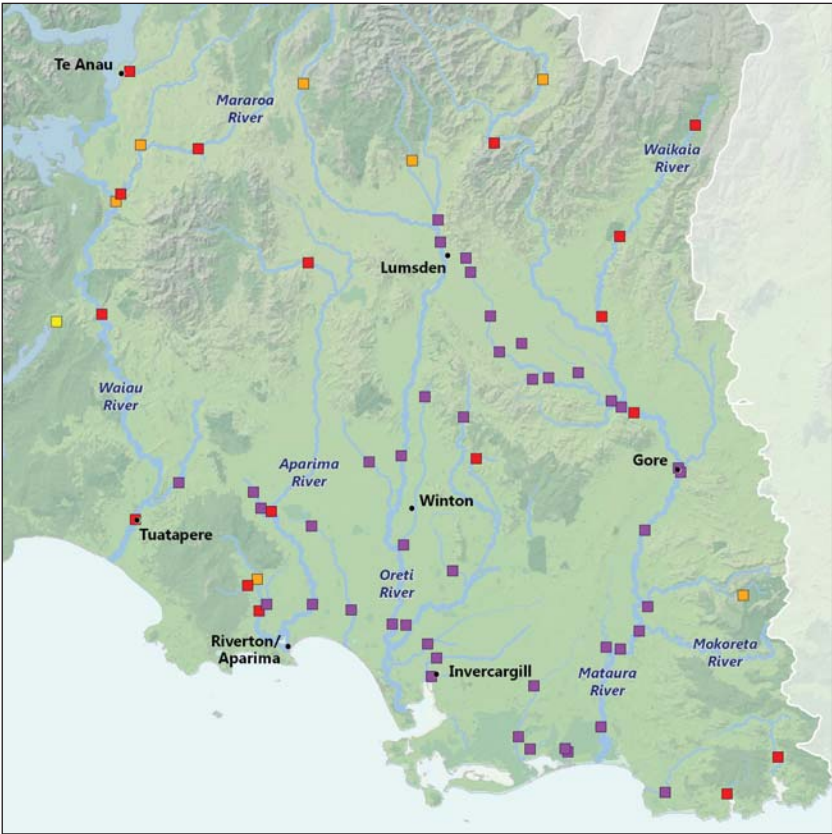 Te Anau
Mararoa
River
Waikaia
River
Lumsden
Waiau
River
Gore
Aparima
River
Winton
Tuatapere
Oreti
River
Riverton/
Aparima
Invercargill
Mataura
River
Mokoreta
River